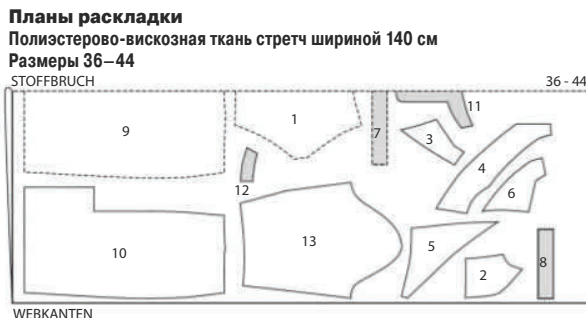 Планы раскладки
Полиэстерово-вискозная ткань стретч шириной 140 см
Размеры 36–44
STOFFBRUCH 36 - 44
9
1
7
11
3
4
6
12
10
13
5
2
8
WEBKANTEN